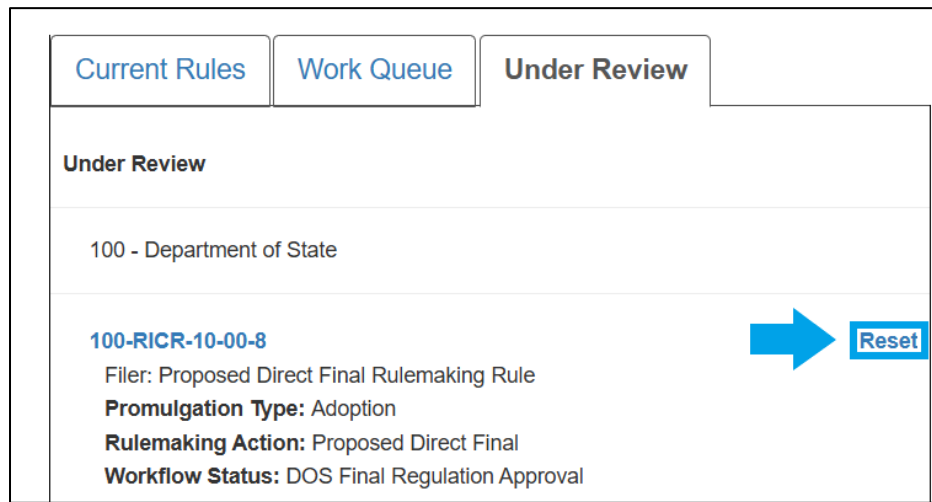 Current Rules Work Queue Under Review
Under Review
100 - Department of State
100-RICR-10-00-8 Reset
Filer: Proposed Direct Final Rulemaking Rule
Promulgation Type: Adoption
Rulemaking Action: Proposed Direct Final
Workflow Status: DOS Final Regulation Approval